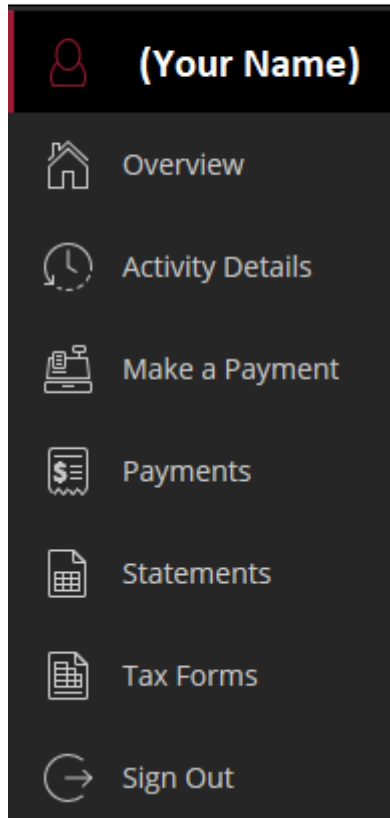 (Your Name)
Overview
Activity Details
Make a Payment
Payments
Statements
Tax Forms
Sign Out